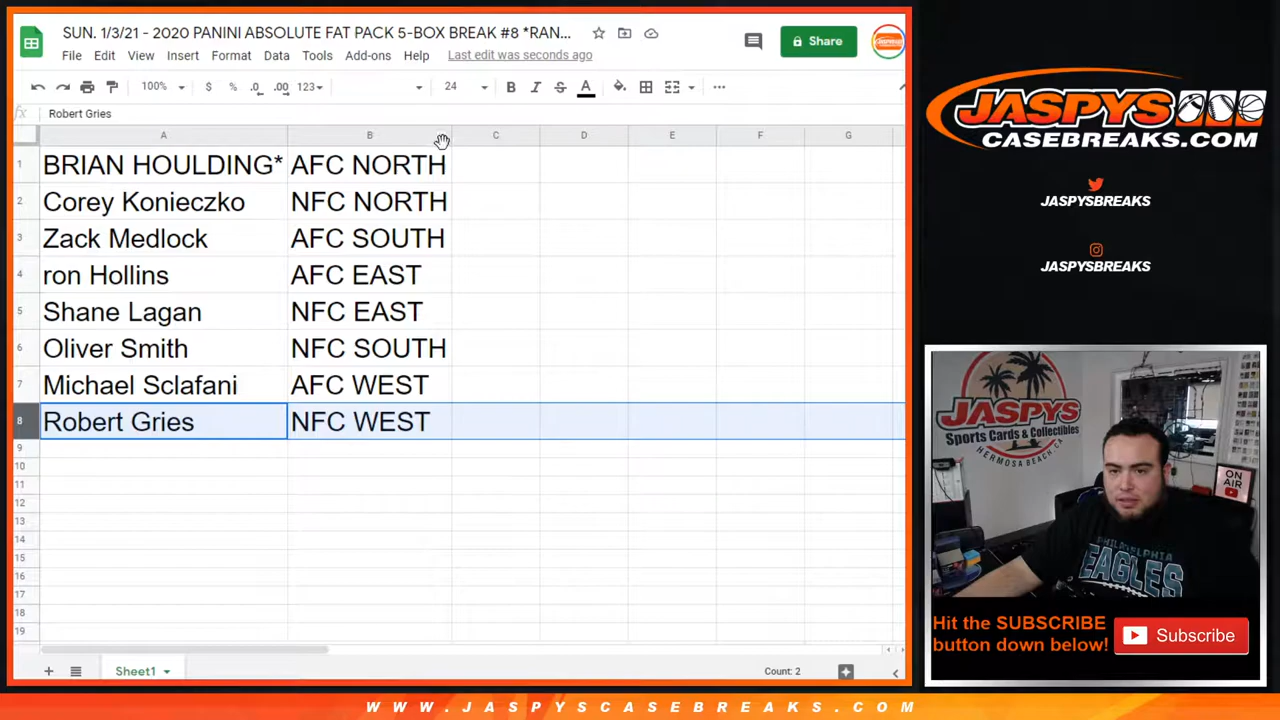 SUN. 1/3/21 - 2020 PANINI ABSOLUTE FAT PACK 5-BOX BREAK #8 *RAN...
File Edit View Insert Format Data Tools Add-ons Help Last edit was seconds ago
Share
100% $ % .0 .00 123 24 B I S A
fx Robert Gries
A B C D E F G
1 BRIAN HOULDING* AFC NORTH
2 Corey Konieczko NFC NORTH
3 Zack Medlock AFC SOUTH
4 ron Hollins AFC EAST
5 Shane Lagan NFC EAST
6 Oliver Smith NFC SOUTH
7 Michael Sclafani AFC WEST
8 Robert Gries NFC WEST
9
10
11
12
13
14
15
16
17
18
19
Sheet1 Count: 2
JASPYS
CASEBREAKS.COM
JASPYSBREAKS
JASPYSBREAKS
JASPYS
Sports Cards & Collectibles
HERMOSA BEACH, CA
ON
AIR
PHILADELPHIA
EAGLES
Hit the SUBSCRIBE
button down below!
Subscribe
WWW.JASPYSCASEBREAKS.COM